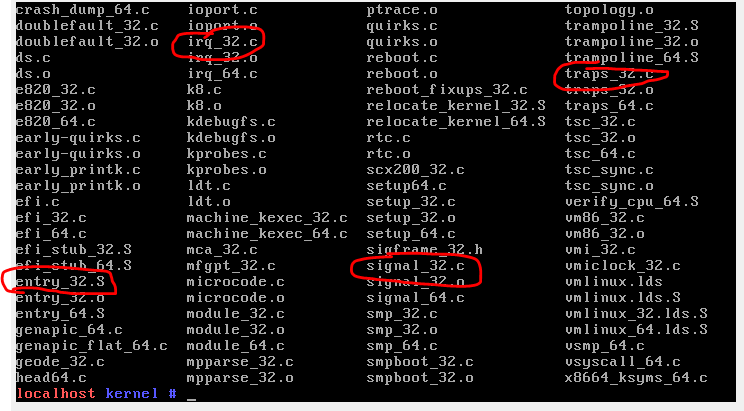 crash_dump_64.c ioport.c ptrace.o topology.o
doublefault_32.c ioport.o quirks.c trampoline_32.S
doublefault_32.o irq_32.c quirks.o trampoline_32.o
ds.c irq_32.o reboot.c trampoline_64.S
ds.o irq_64.c reboot.o traps_32.c
e820_32.c k8.c reboot_fixups_32.c traps_32.o
e820_32.o k8.o relocate_kernel_32.S traps_64.c
e820_64.c kdebugfs.c relocate_kernel_64.S tsc_32.c
early-quirks.c kdebugfs.o rtc.c tsc_32.o
early-quirks.o kprobes.c rtc.o tsc_64.c
early_printk.c kprobes.o scx200_32.c tsc_sync.c
early_printk.o ldt.c setup64.c tsc_sync.o
efi.c ldt.o setup_32.c verify_cpu_64.S
efi_32.c machine_kexec_32.c setup_32.o vm86_32.c
efi_64.c machine_kexec_64.c setup_64.c vm86_32.o
efi_stub_32.S mca_32.c sigframe_32.h vmi_32.c
efi_stub_64.S mfgpt_32.c signal_32.c vmiclock_32.c
entry_32.S microcode.c signal_32.o vmlinux.lds
entry_32.o microcode.o signal_64.c vmlinux.lds.S
entry_64.S module_32.c smp_32.c vmlinux_32.lds.S
genapic_64.c module_32.o smp_32.o vmlinux_64.lds.S
genapic_flat_64.c module_64.c smp_64.c vsmp_64.c
geode_32.c mpparse_32.c smpboot_32.c vsyscall_64.c
head64.c mpparse_32.o smpboot_32.o x8664_ksyms_64.c
localhost kernel # _